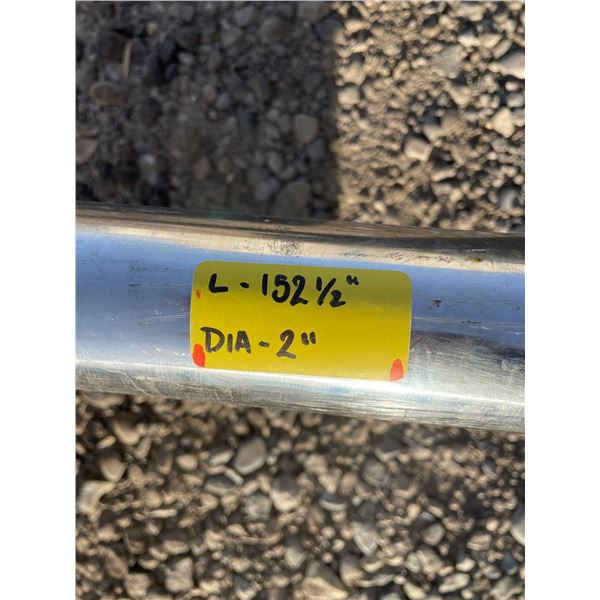 L - 152 1/2"
DIA - 2"